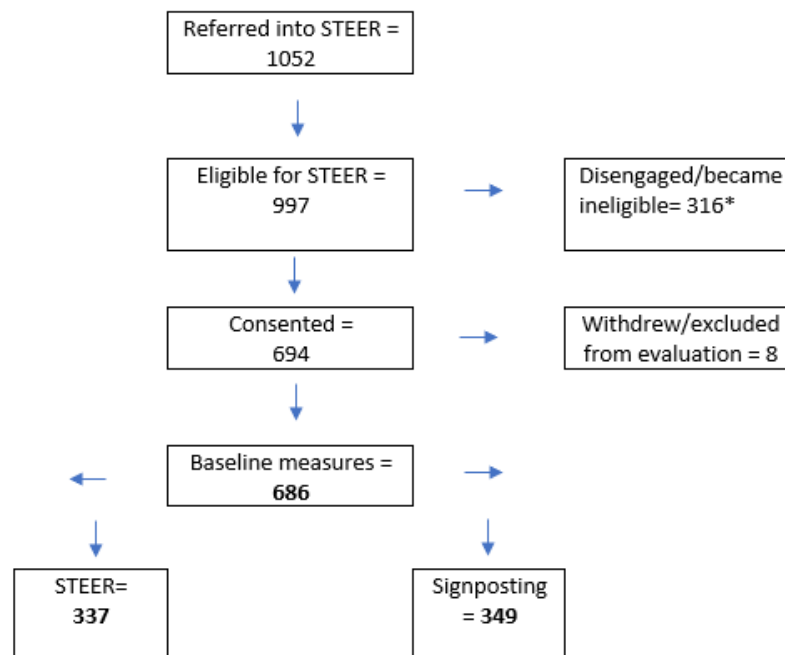 Referred into STEER =
1052
Eligible for STEER =
997
Disengaged/became
ineligible= 316*
Consented =
694
Withdrew/excluded
from evaluation = 8
Baseline measures =
686
STEER=
337
Signposting
= 349